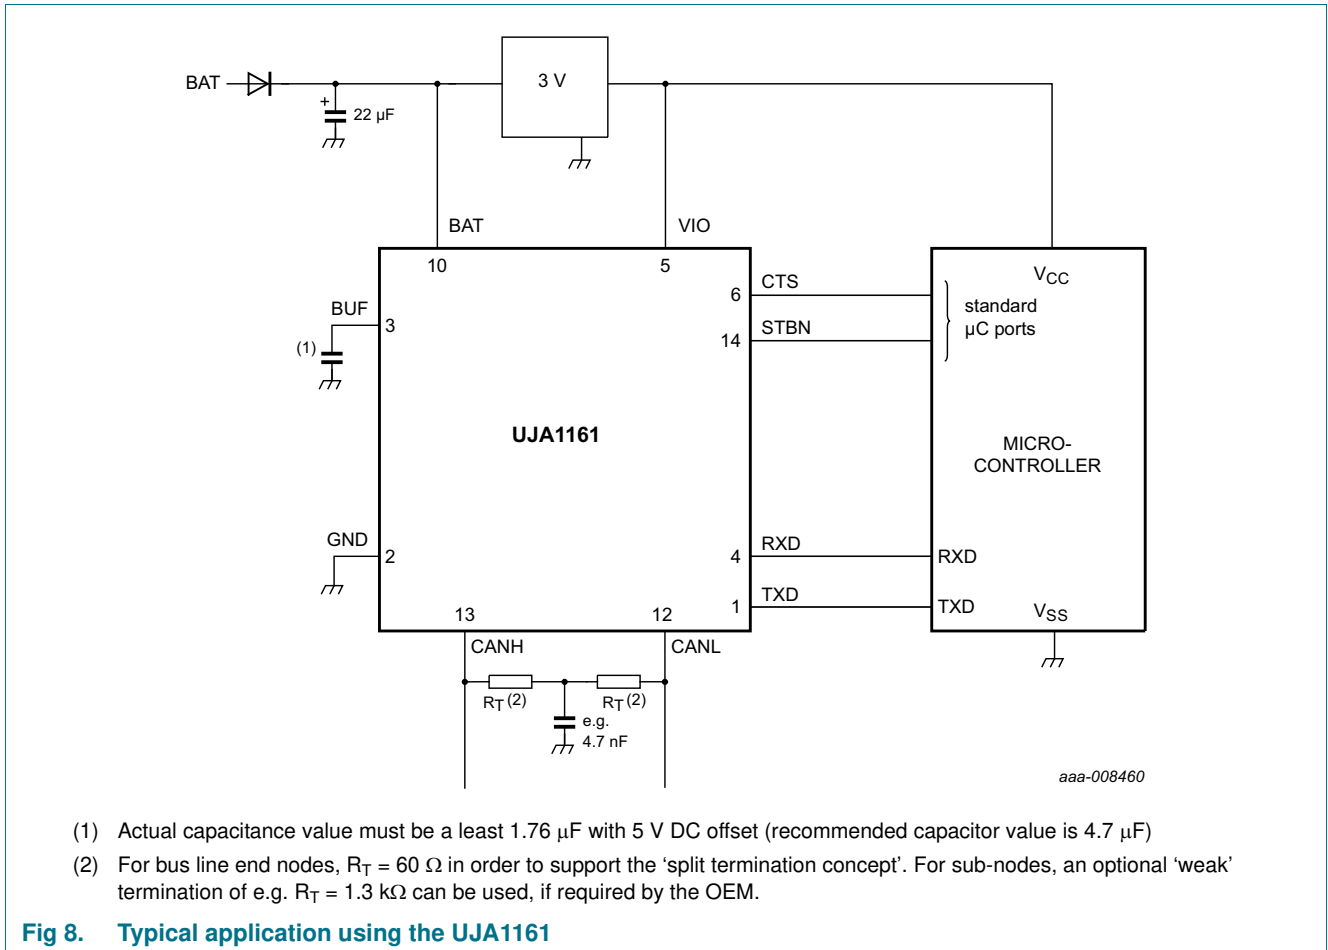 BAT
3 V
+
22 µF
BAT
VIO
10
5
BUF
3
(1)
6
CTS
14
STBN
VCC
standard
µC ports
UJA1161
MICRO-
CONTROLLER
GND
2
4
RXD
RXD
1
TXD
TXD
VSS
13
12
CANH
CANL
RT(2)
RT(2)
e.g.
4.7 nF
aaa-008460
(1) Actual capacitance value must be a least 1.76 µF with 5 V DC offset (recommended capacitor value is 4.7 µF)
(2) For bus line end nodes, RT = 60 Ω in order to support the ‘split termination concept’. For sub-nodes, an optional ‘weak’
termination of e.g. RT = 1.3 kΩ can be used, if required by the OEM.
Fig 8. Typical application using the UJA1161